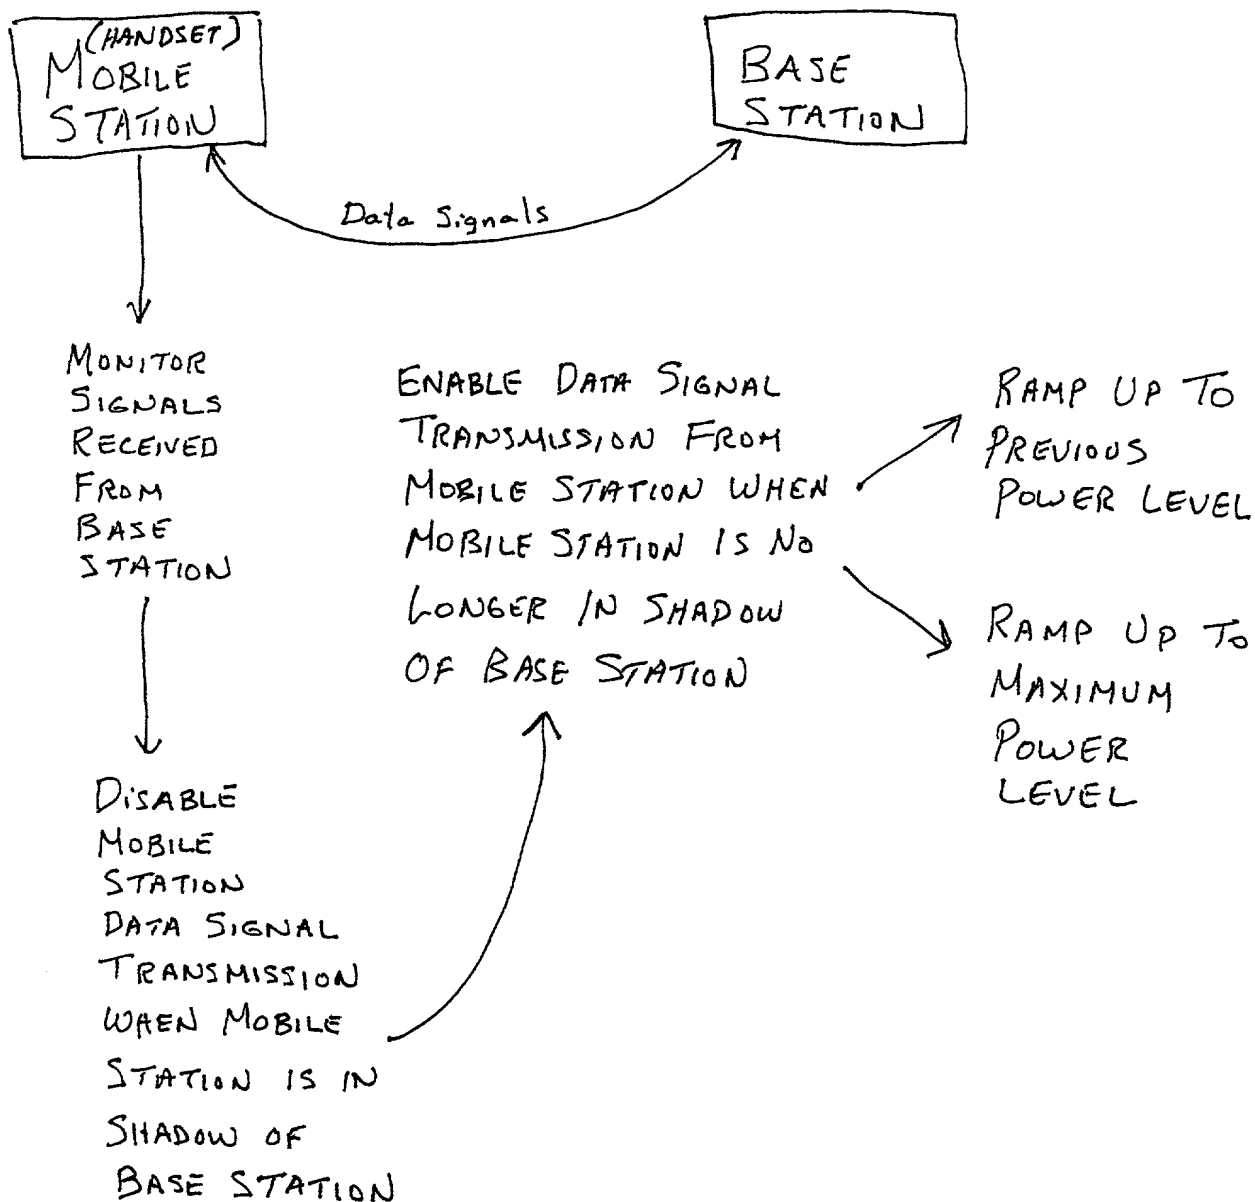 (HANDSET)
MOBILE
STATION
BASE
STATION
Data Signals
MONITOR
SIGNALS
RECEIVED
FROM
BASE
STATION
ENABLE DATA SIGNAL
TRANSMISSION FROM
MOBILE STATION WHEN
MOBILE STATION IS NO
LONGER IN SHADOW
OF BASE STATION
RAMP UP TO
PREVIOUS
POWER LEVEL
RAMP UP TO
MAXIMUM
POWER
LEVEL
DISABLE
MOBILE
STATION
DATA SIGNAL
TRANSMISSION
WHEN MOBILE
STATION IS IN
SHADOW OF
BASE STATION